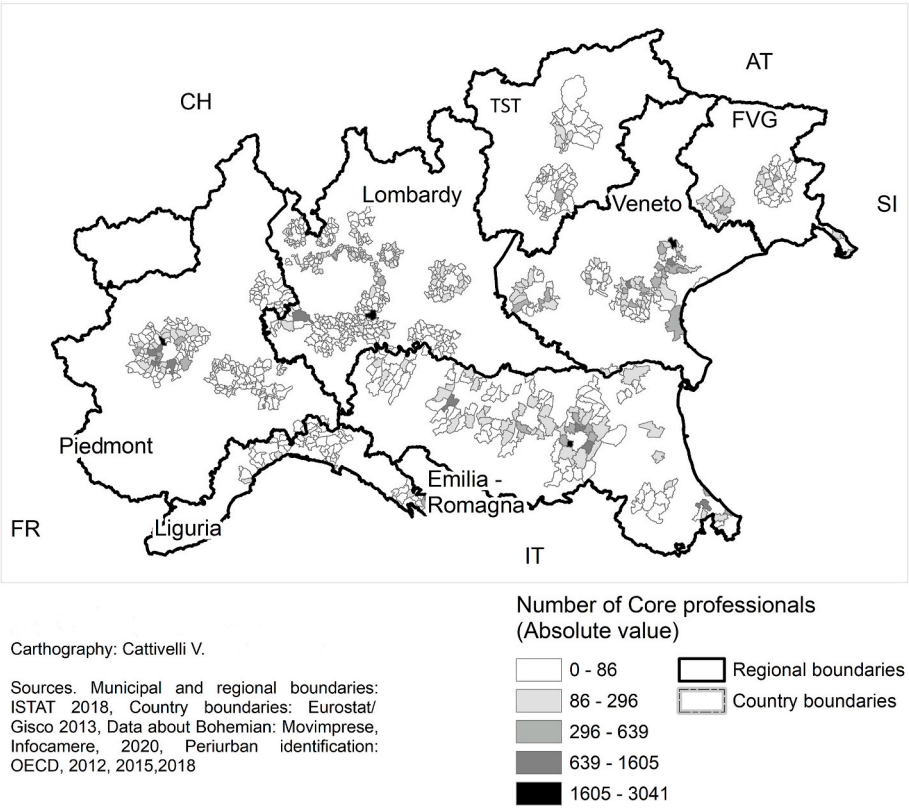 AT
CH
TST
FVG
Lombardy
Veneto
SI
Piedmont
Emilia -
Romagna
FR
Liguria
IT
Number of Core professionals
(Absolute value)
0 - 86
86 - 296
296 - 639
639 - 1605
1605 - 3041
Regional boundaries
Country boundaries
Carthography: Cattivelli V.
Sources. Municipal and regional boundaries:
ISTAT 2018, Country boundaries: Eurostat/
Gisco 2013, Data about Bohemian: Movimprese,
Infocamere, 2020, Periurban identification:
OECD, 2012, 2015,2018